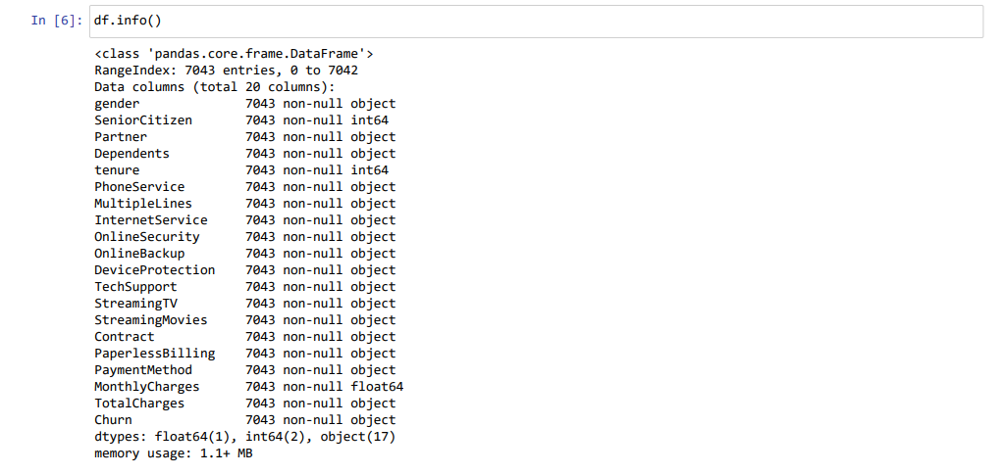 In [6]: df.info()
<class 'pandas.core.frame.DataFrame'>
RangeIndex: 7043 entries, 0 to 7042
Data columns (total 20 columns):
gender              7043 non-null object
SeniorCitizen       7043 non-null int64
Partner             7043 non-null object
Dependents          7043 non-null object
tenure              7043 non-null int64
PhoneService        7043 non-null object
MultipleLines       7043 non-null object
InternetService     7043 non-null object
OnlineSecurity      7043 non-null object
OnlineBackup        7043 non-null object
DeviceProtection    7043 non-null object
TechSupport         7043 non-null object
StreamingTV         7043 non-null object
StreamingMovies     7043 non-null object
Contract            7043 non-null object
PaperlessBilling    7043 non-null object
PaymentMethod       7043 non-null object
MonthlyCharges      7043 non-null float64
TotalCharges        7043 non-null object
Churn               7043 non-null object
dtypes: float64(1), int64(2), object(17)
memory usage: 1.1+ MB